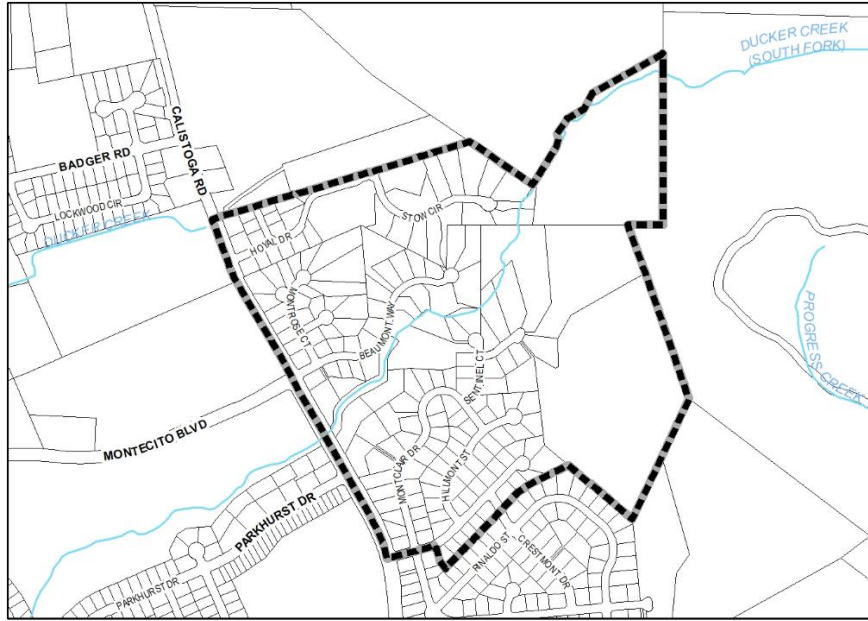 DUCKER CREEK
(SOUTH FORK)
CALISTOGA RD
BADGER RD
LOCKWOOD CIR
DUCKER CREEK
STOW CIR
HOYAL DR
MONTROSE CT
BEAUMONT WAY
PROGRESS CREEK
SENTINEL CT
MONTECITO BLVD
MONTCLAIR DR
HILLMONT ST
PARKHURST DR
RINALDO ST
CRESTMONT DR
PARKHURST DR